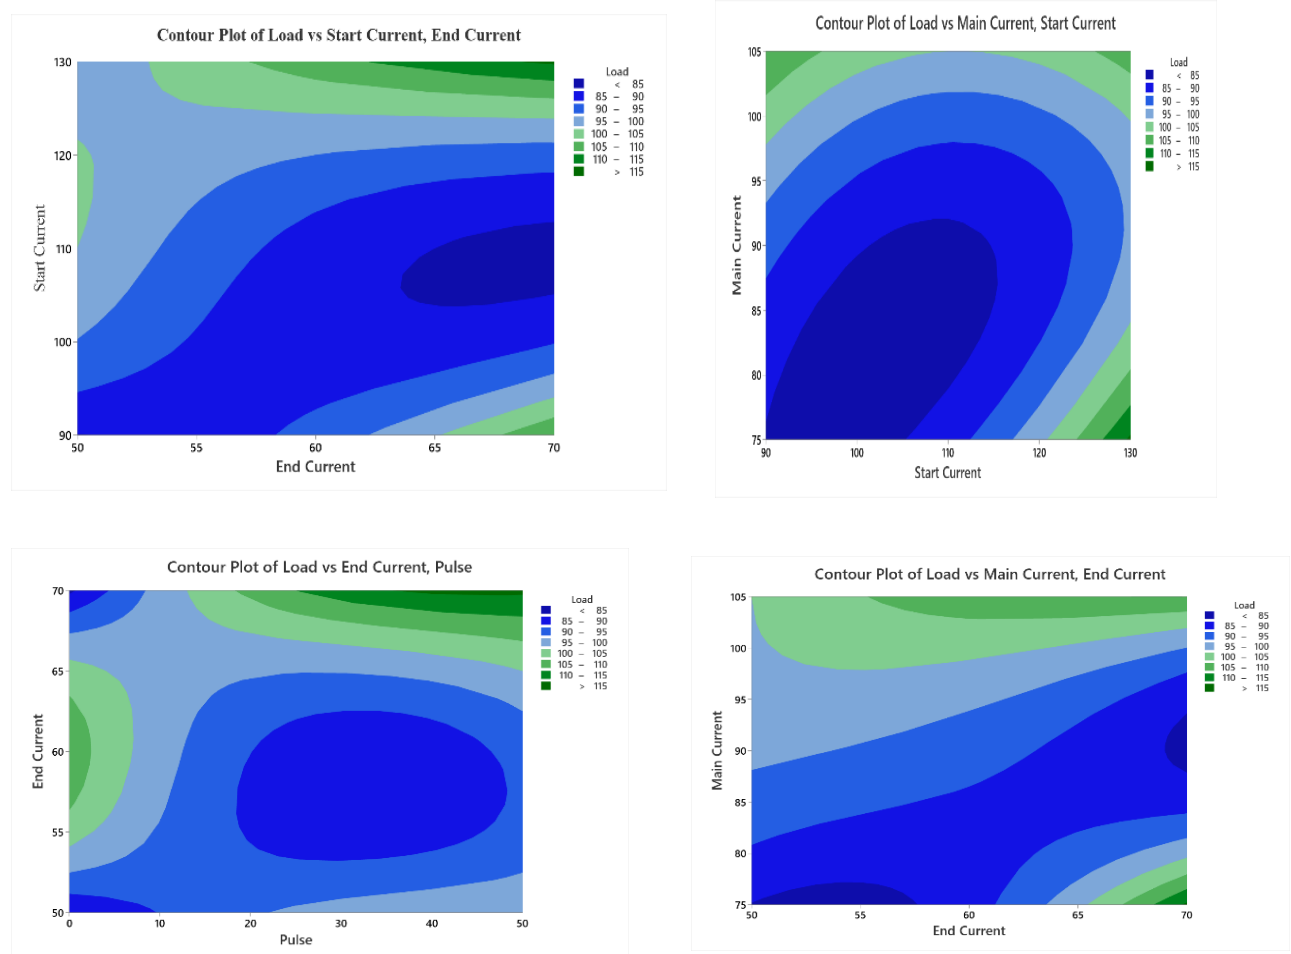 Contour Plot of Load vs Start Current, End Current
130
120
110
100
90
50 55 60 65 70
Start Current
End Current
Load
< 85
85 – 90
90 – 95
95 – 100
100 – 105
105 – 110
110 – 115
> 115
Contour Plot of Load vs Main Current, Start Current
105
100
95
90
85
80
75
90 100 110 120 130
Main Current
Start Current
Load
< 85
85 – 90
90 – 95
95 – 100
100 – 105
105 – 110
110 – 115
> 115
Contour Plot of Load vs End Current, Pulse
70
65
60
55
50
0 10 20 30 40 50
End Current
Pulse
Load
< 85
85 – 90
90 – 95
95 – 100
100 – 105
105 – 110
110 – 115
> 115
Contour Plot of Load vs Main Current, End Current
105
100
95
90
85
80
75
50 55 60 65 70
Main Current
End Current
Load
< 85
85 – 90
90 – 95
95 – 100
100 – 105
105 – 110
110 – 115
> 115